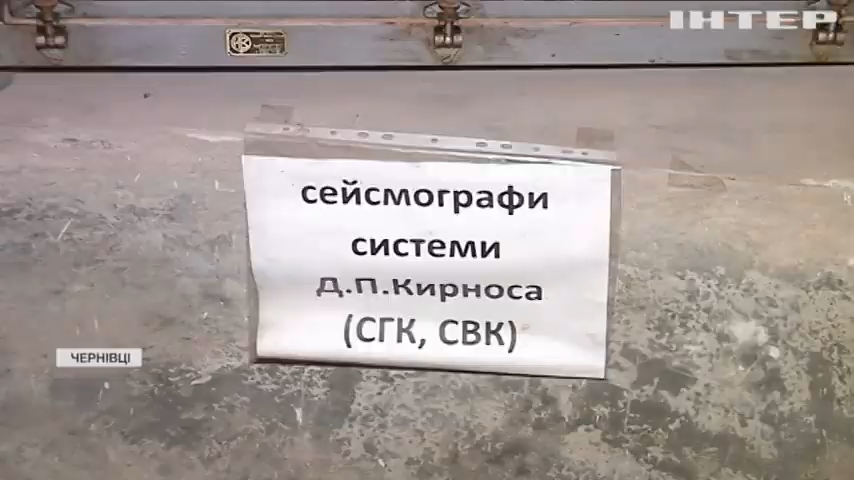 ІНТЕР
сейсмографи
системи
Д.П.Кирноса
(СГК, СВК)
ЧЕРНІВЦІ